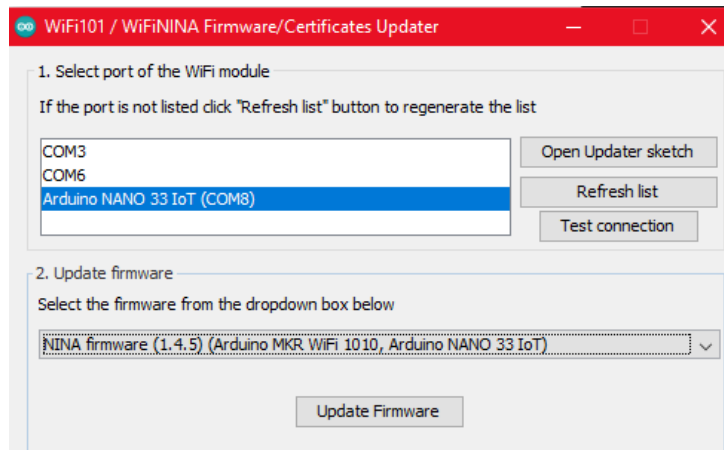 WiFi101 / WiFiNINA Firmware/Certificates Updater
1. Select port of the WiFi module
If the port is not listed click "Refresh list" button to regenerate the list
COM3
Open Updater sketch
COM6
Arduino NANO 33 IoT (COM8)
Refresh list
Test connection
2. Update firmware
Select the firmware from the dropdown box below
NINA firmware (1.4.5) (Arduino MKR WiFi 1010, Arduino NANO 33 IoT)
Update Firmware